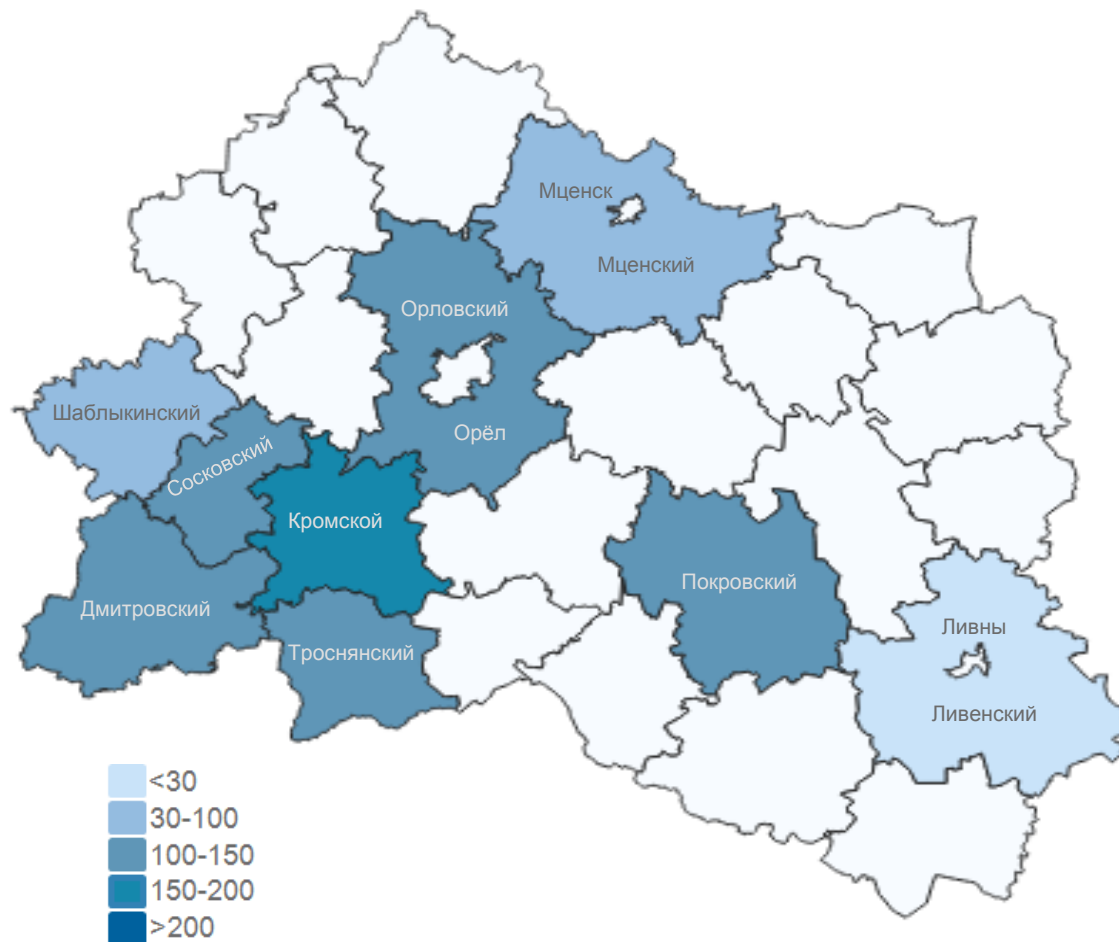 Мценск
Мценский
Орловский
Шаблыкинский
Орёл
Сосковский
Кромской
Покровский
Дмитровский
Ливны
Троснянский
Ливенский
<30
30-100
100-150
150-200
>200